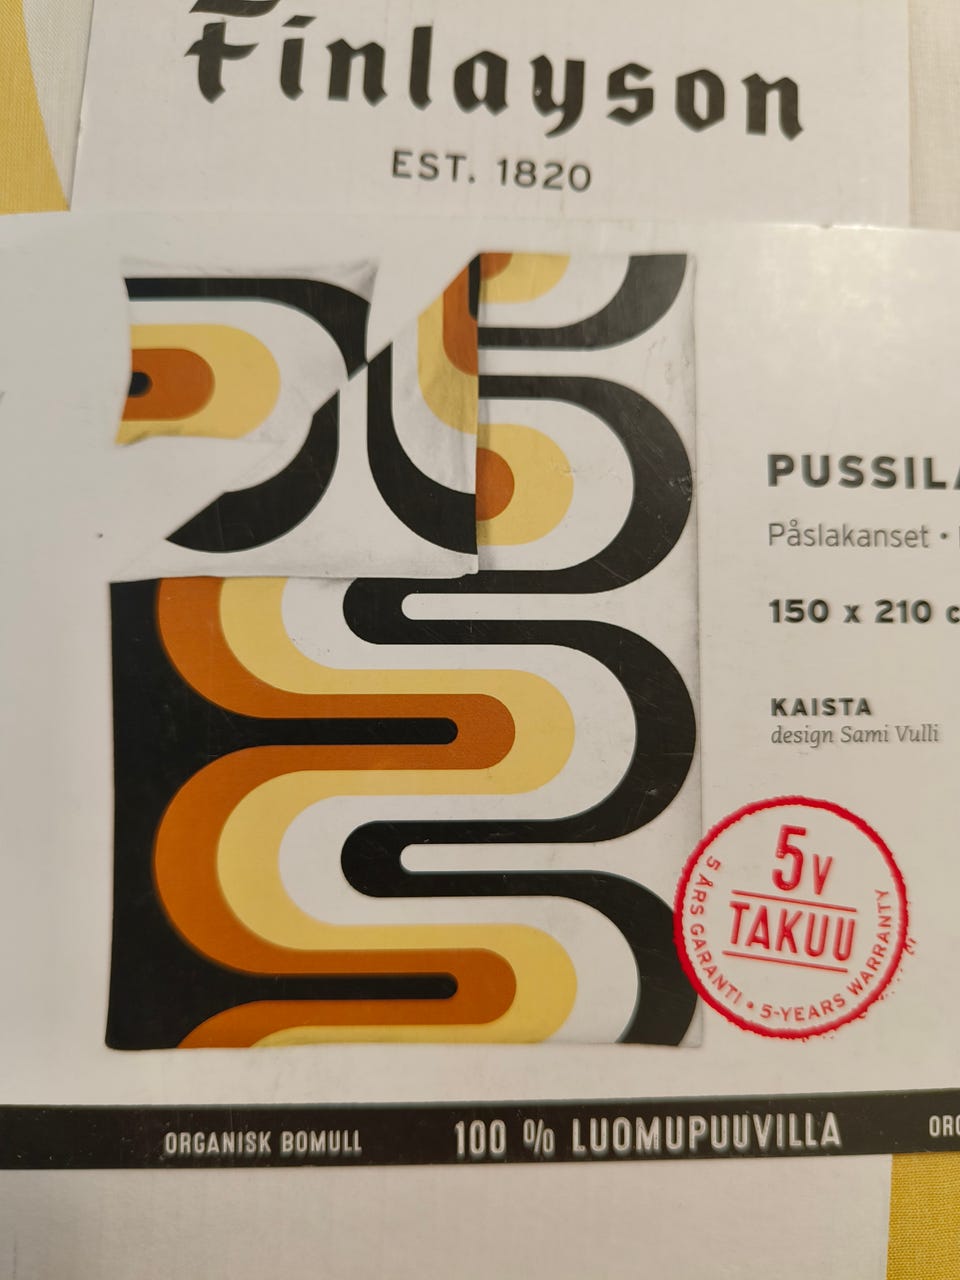 Finlayson
EST. 1820
PUSSILA
Påslakanset •
150 x 210 c
KAISTA
design Sami Vulli
5V
TAKUU
5 ÅRS GARANTI • 5-YEARS WARRANTY
ORGANISK BOMULL 100 % LUOMUPUUVILLA ORG